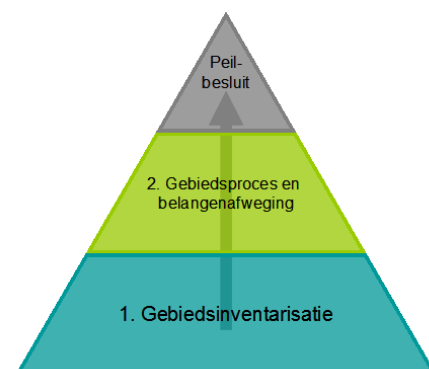 Peil-
besluit
2. Gebiedsproces en
belangenafweging
1. Gebiedsinventarisatie